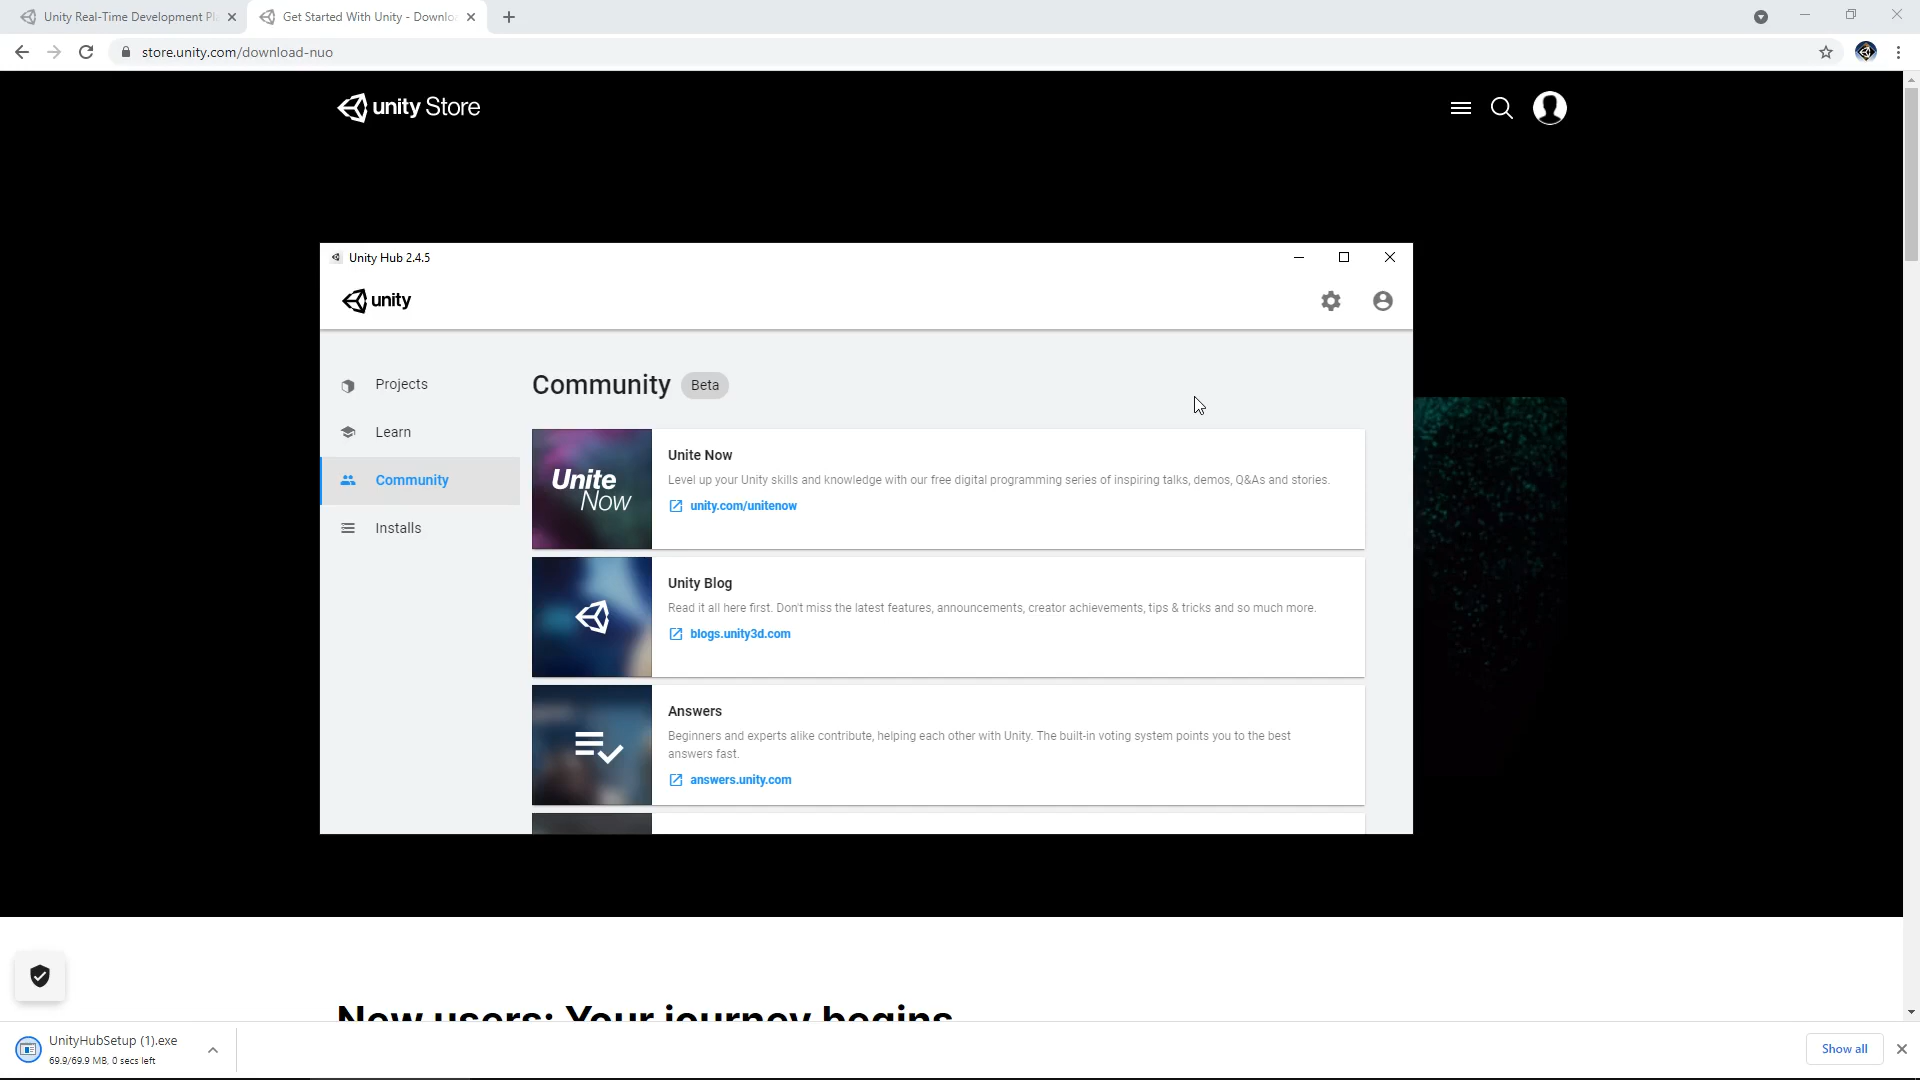 Unity Real-Time Development Pl
Get Started With Unity - Downlo
store.unity.com/download-nuo
unity Store
Unity Hub 2.4.5
unity
Projects
Learn
Community
Installs
Community Beta
Unite Now
Unite Now
Level up your Unity skills and knowledge with our free digital programming series of inspiring talks, demos, Q&As and stories.
unity.com/unitenow
Unity Blog
Read it all here first. Don't miss the latest features, announcements, creator achievements, tips & tricks and so much more.
blogs.unity3d.com
Answers
Beginners and experts alike contribute, helping each other with Unity. The built-in voting system points you to the best
answers fast.
answers.unity.com
New users: Your journey begins
UnityHubSetup (1).exe
69.9/69.9 MB, 0 secs left
Show all